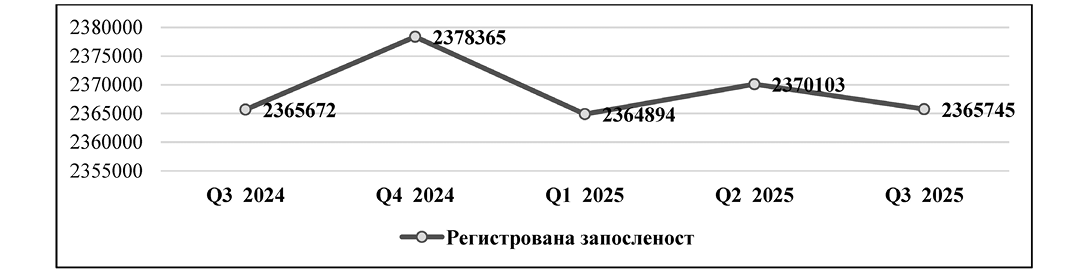 2380000
2375000
2370000
2365000
2360000
2355000
2365672
2378365
2364894
2370103
2365745
Q3 2024
Q4 2024
Q1 2025
Q2 2025
Q3 2025
Регистрована запосленост